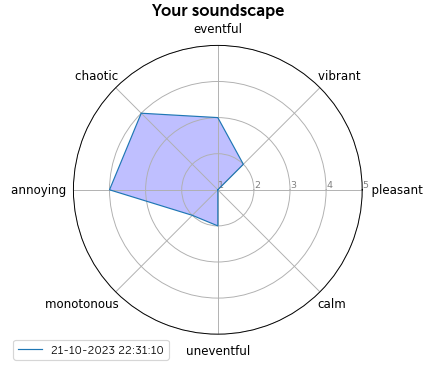 Your soundscape
eventful
chaotic
vibrant
annoying
1
2
3
4
5
pleasant
monotonous
calm
uneventful
21-10-2023 22:31:10